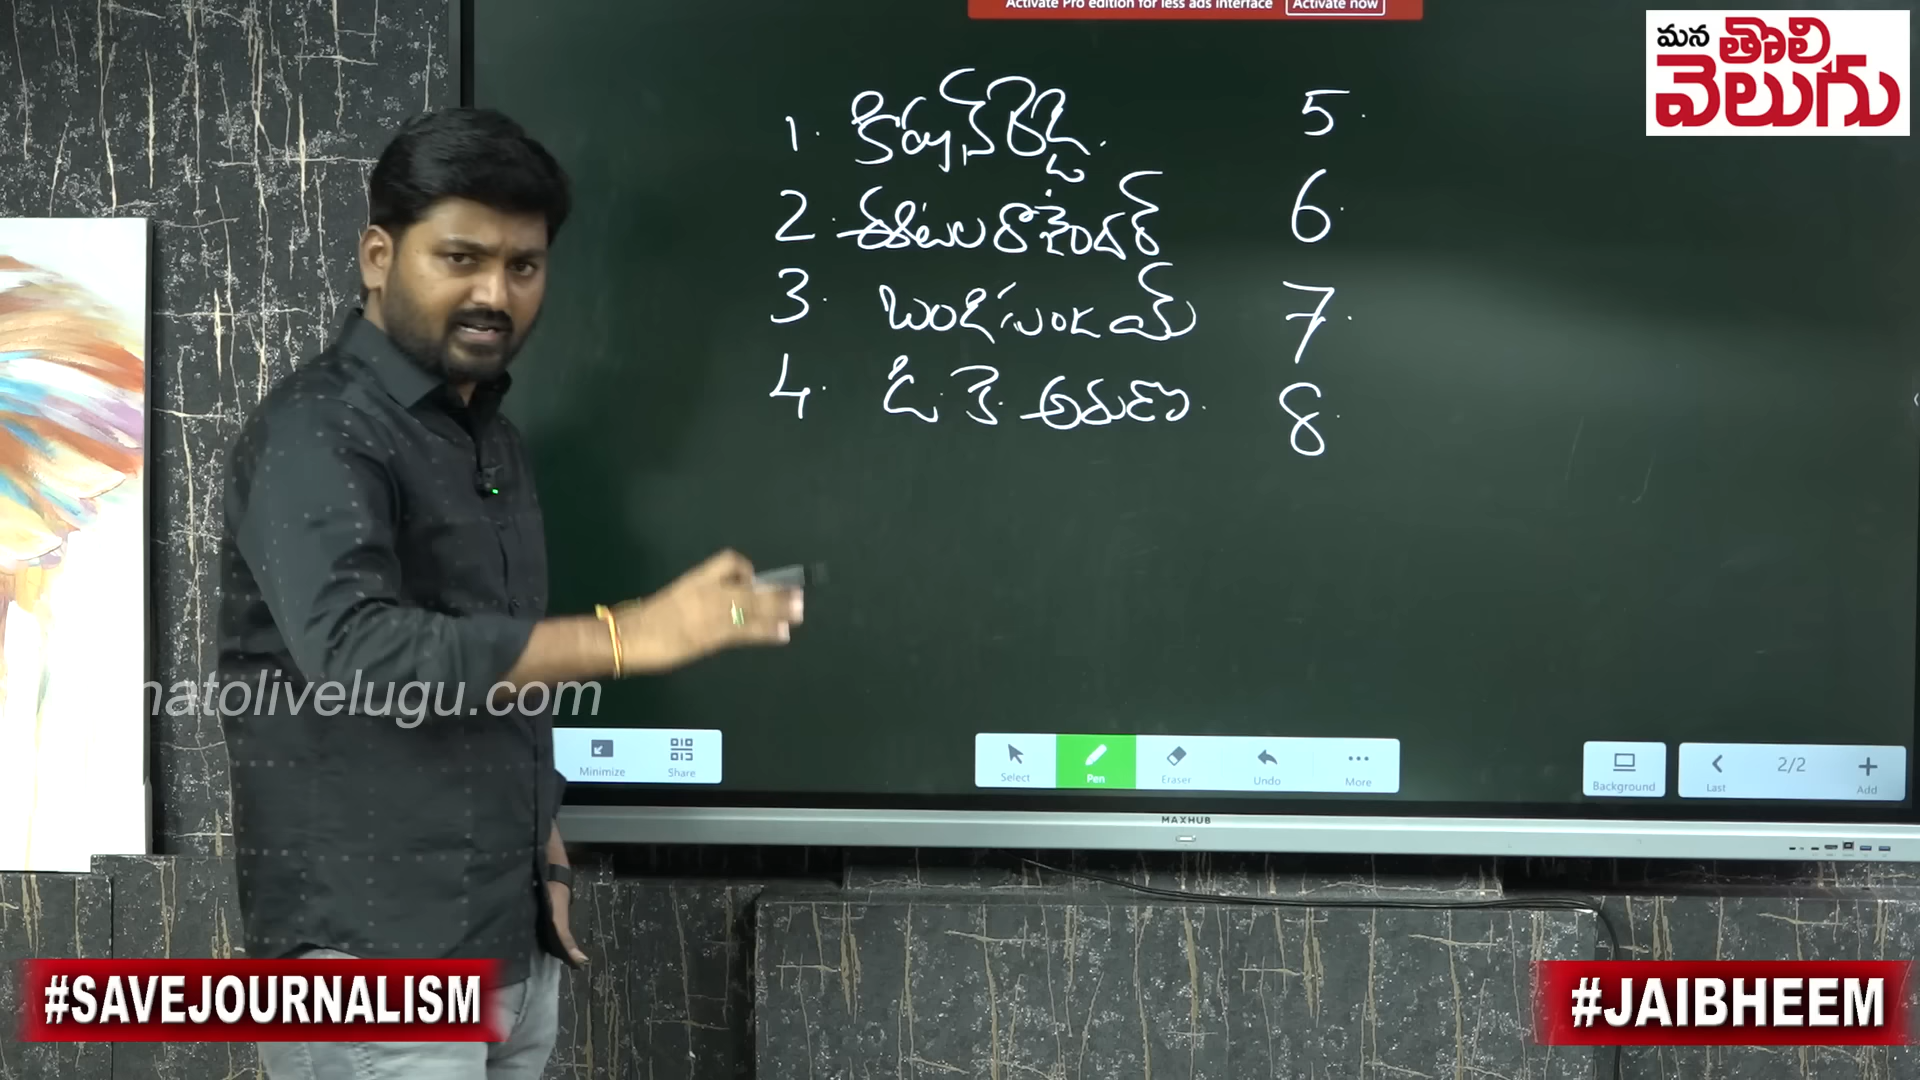 Activate Pro edition for less ads interface Activate now
మన
తొలి
వెలుగు
1. కిషన్ రెడ్డి. 5.
2. ఈటల రాజేందర్ 6.
3. బండి సంజయ్ 7.
4. డి. కె. అరుణ. 8.
natolivelugu.com
Minimize
Share
Select
Pen
Eraser
Undo
More
Background
Last
2/2
Add
MAXHUB
#SAVEJOURNALISM
#JAIBHEEM